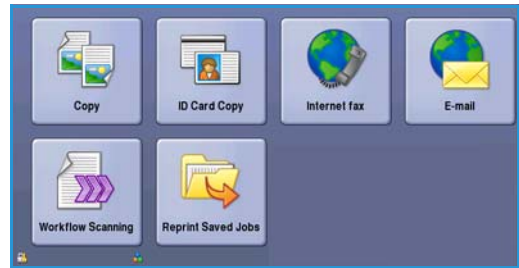 Copy
ID Card Copy
Internet fax
E-mail
Workflow Scanning
Reprint Saved Jobs